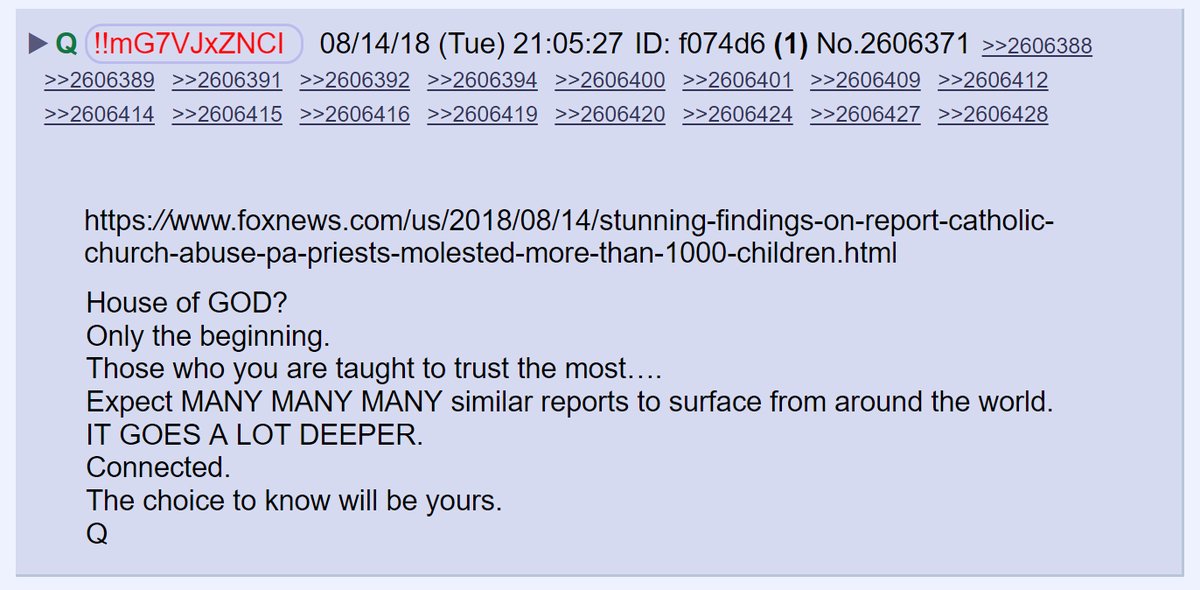 ▶ Q !!mG7VJxZNCI 08/14/18 (Tue) 21:05:27 ID: f074d6 (1) No.2606371 >>2606388
>>2606389 >>2606391 >>2606392 >>2606394 >>2606400 >>2606401 >>2606409 >>2606412
>>2606414 >>2606415 >>2606416 >>2606419 >>2606420 >>2606424 >>2606427 >>2606428
https://www.foxnews.com/us/2018/08/14/stunning-findings-on-report-catholic-
church-abuse-pa-priests-molested-more-than-1000-children.html
House of GOD?
Only the beginning.
Those who you are taught to trust the most….
Expect MANY MANY MANY similar reports to surface from around the world.
IT GOES A LOT DEEPER.
Connected.
The choice to know will be yours.
Q